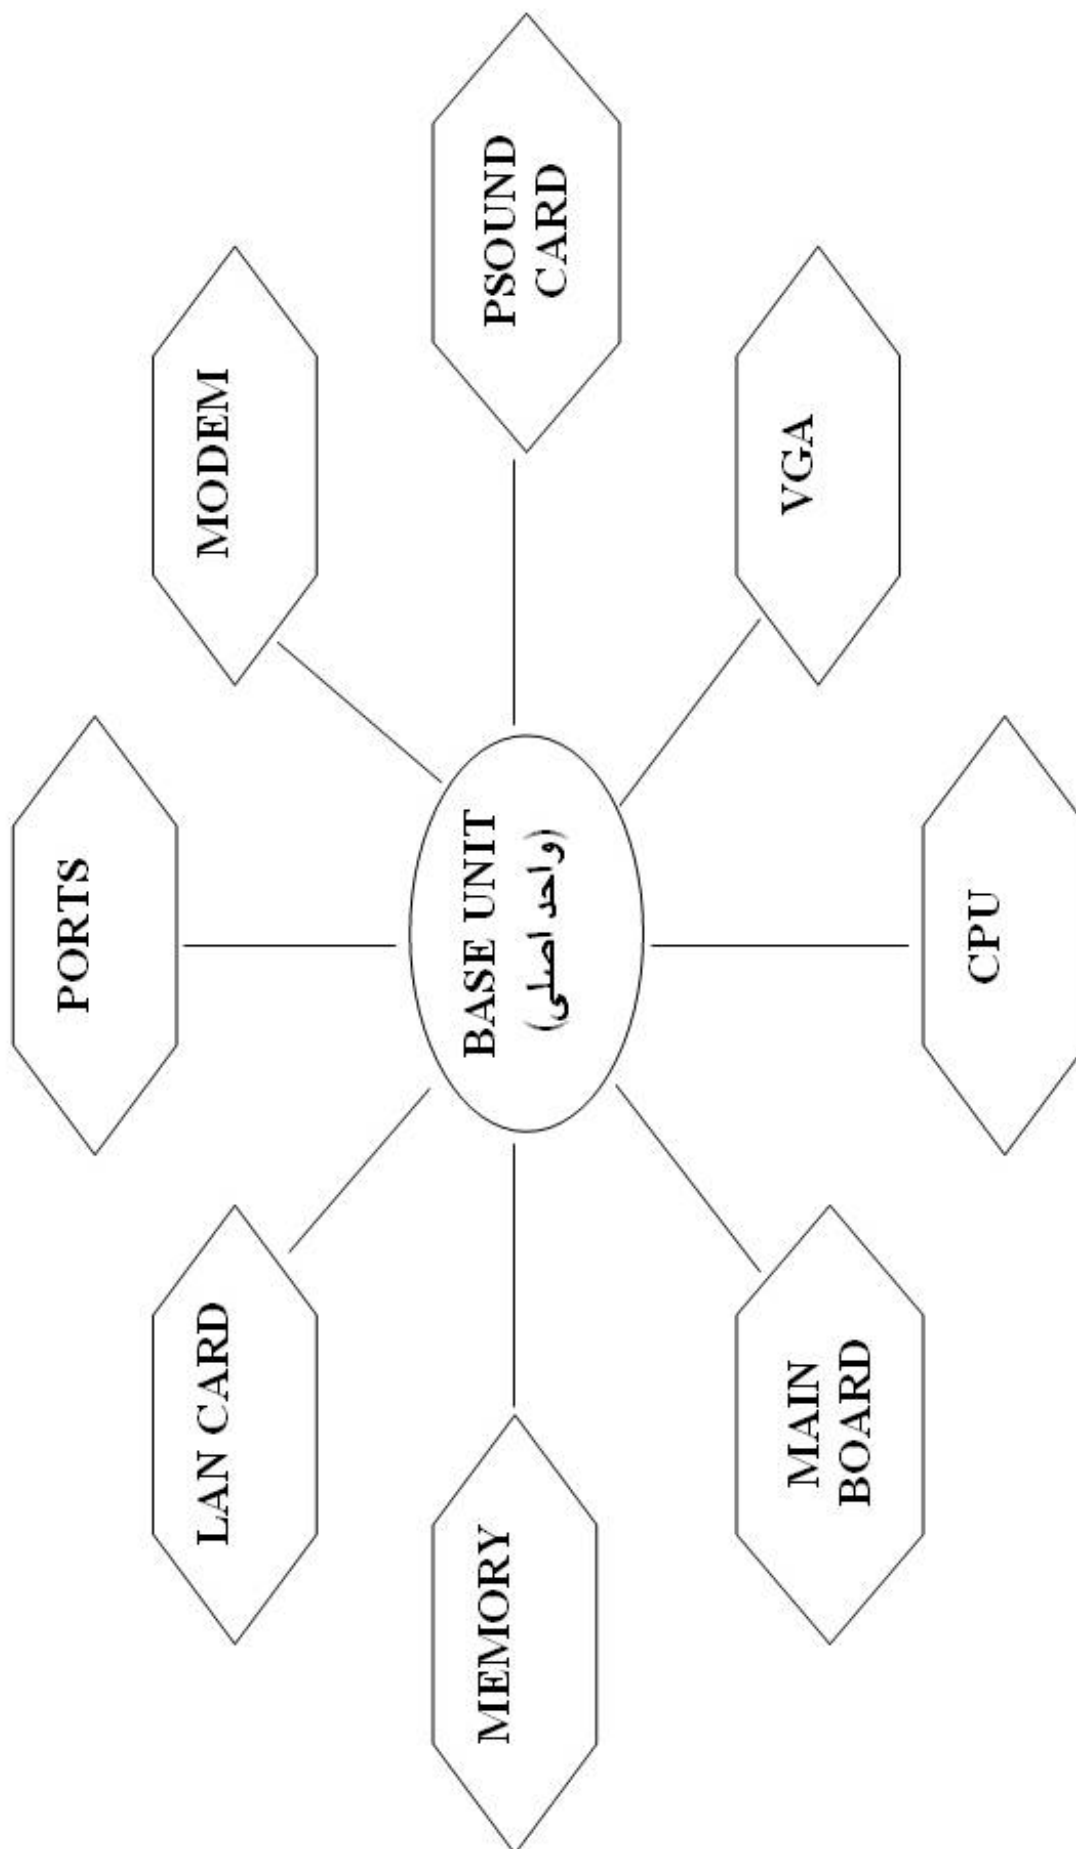 PORTS
LAN CARD
MODEM
MEMORY
BASE UNIT
(واحد اصلی)
PSOUND
CARD
MAIN
BOARD
VGA
CPU